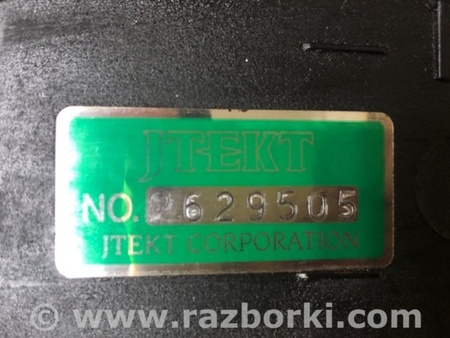 JTEKT
NO. 2629505
JTEKT CORPORATION
© www.razborki.com